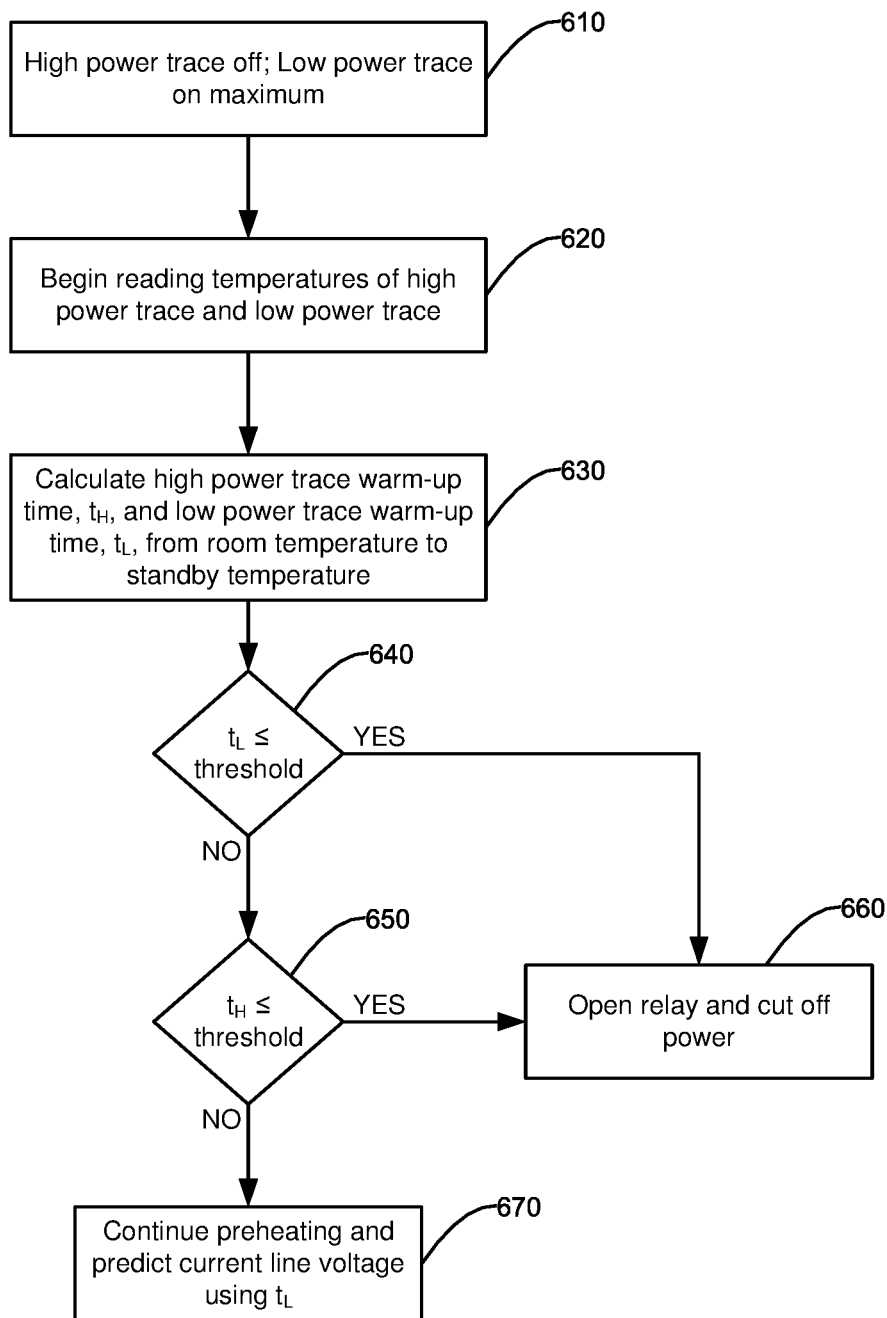 610
High power trace off; Low power trace
on maximum
620
Begin reading temperatures of high
power trace and low power trace
630
Calculate high power trace warm-up
time, tH, and low power trace warm-up
time, tL, from room temperature to
standby temperature
640
tL ≤
threshold
YES
NO
650
tH ≤
threshold
YES
NO
660
Open relay and cut off
power
670
Continue preheating and
predict current line voltage
using tL